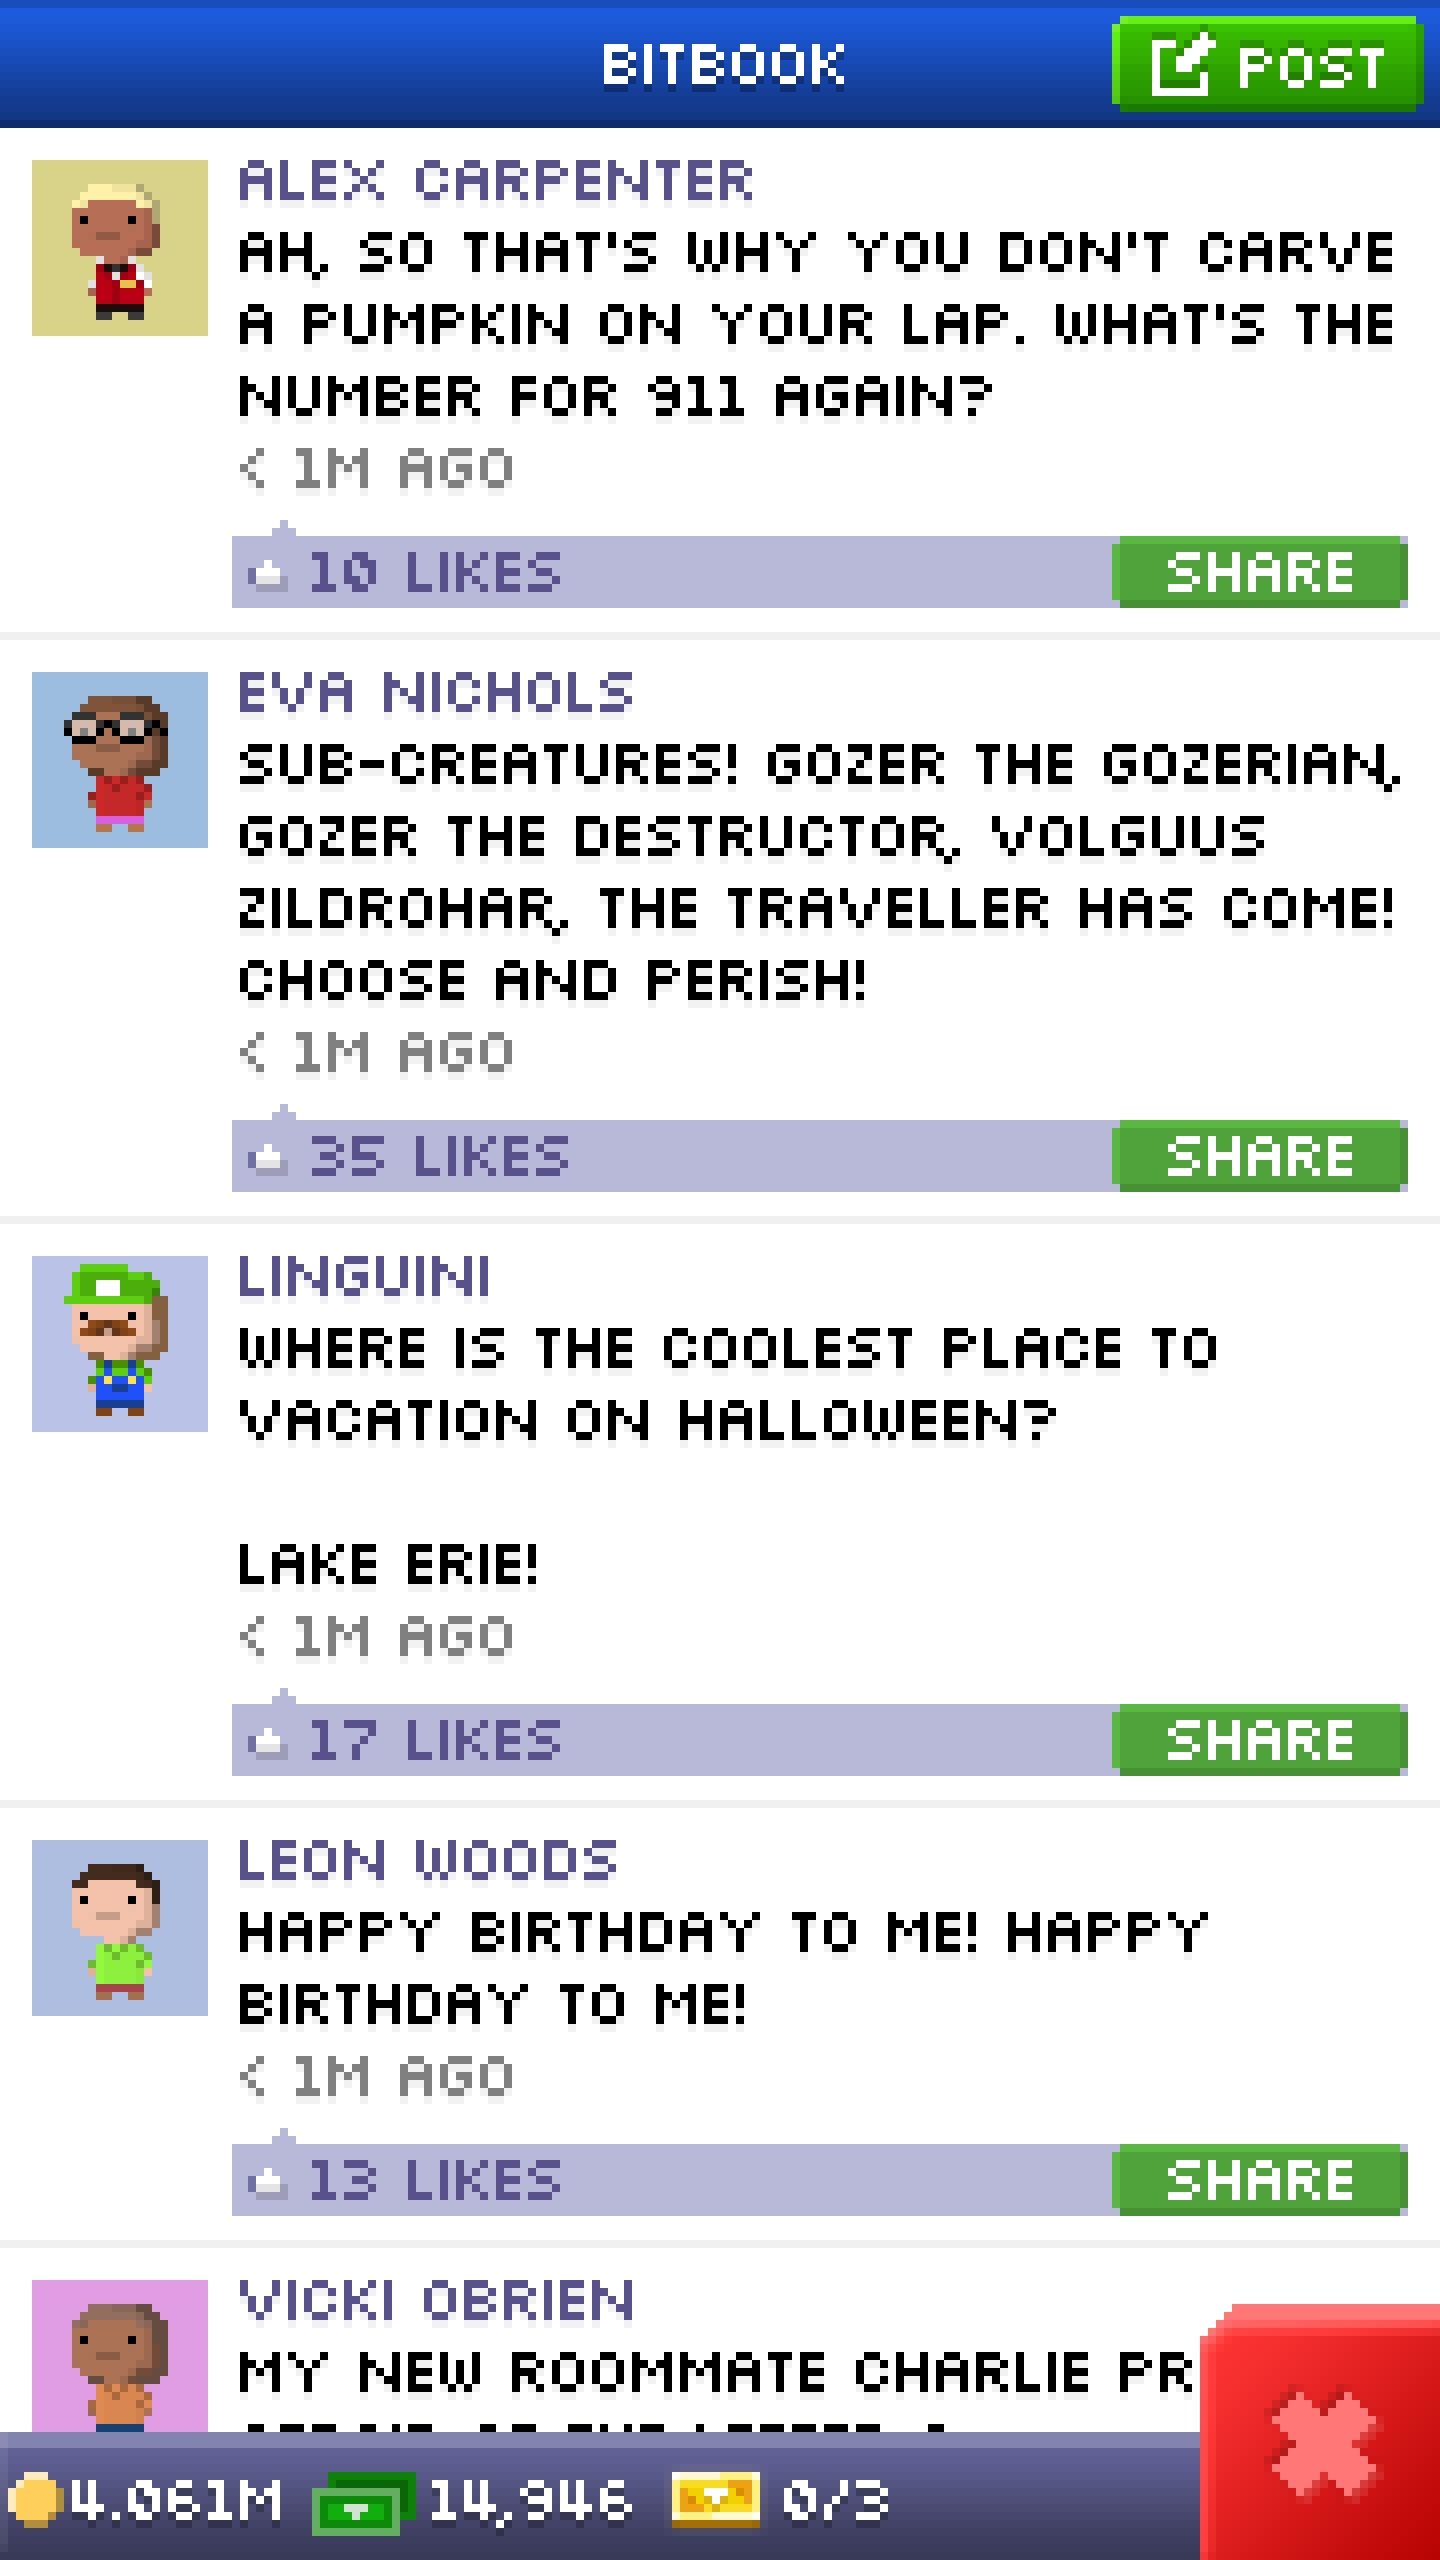 BITBOOK
POST
ALEX CARPENTER
AH, SO THAT'S WHY YOU DON'T CARVE
A PUMPKIN ON YOUR LAP. WHAT'S THE
NUMBER FOR 911 AGAIN?
< 1M AGO
10 LIKES
SHARE
EVA NICHOLS
SUB-CREATURES! GOZER THE GOZERIAN,
GOZER THE DESTRUCTOR, VOLGUUS
ZILDROHAR, THE TRAVELLER HAS COME!
CHOOSE AND PERISH!
< 1M AGO
35 LIKES
SHARE
LINGUINI
WHERE IS THE COOLEST PLACE TO
VACATION ON HALLOWEEN?
LAKE ERIE!
< 1M AGO
17 LIKES
SHARE
LEON WOODS
HAPPY BIRTHDAY TO ME! HAPPY
BIRTHDAY TO ME!
< 1M AGO
13 LIKES
SHARE
VICKI OBRIEN
MY NEW ROOMMATE CHARLIE PR
4.061M
14,946
0/3